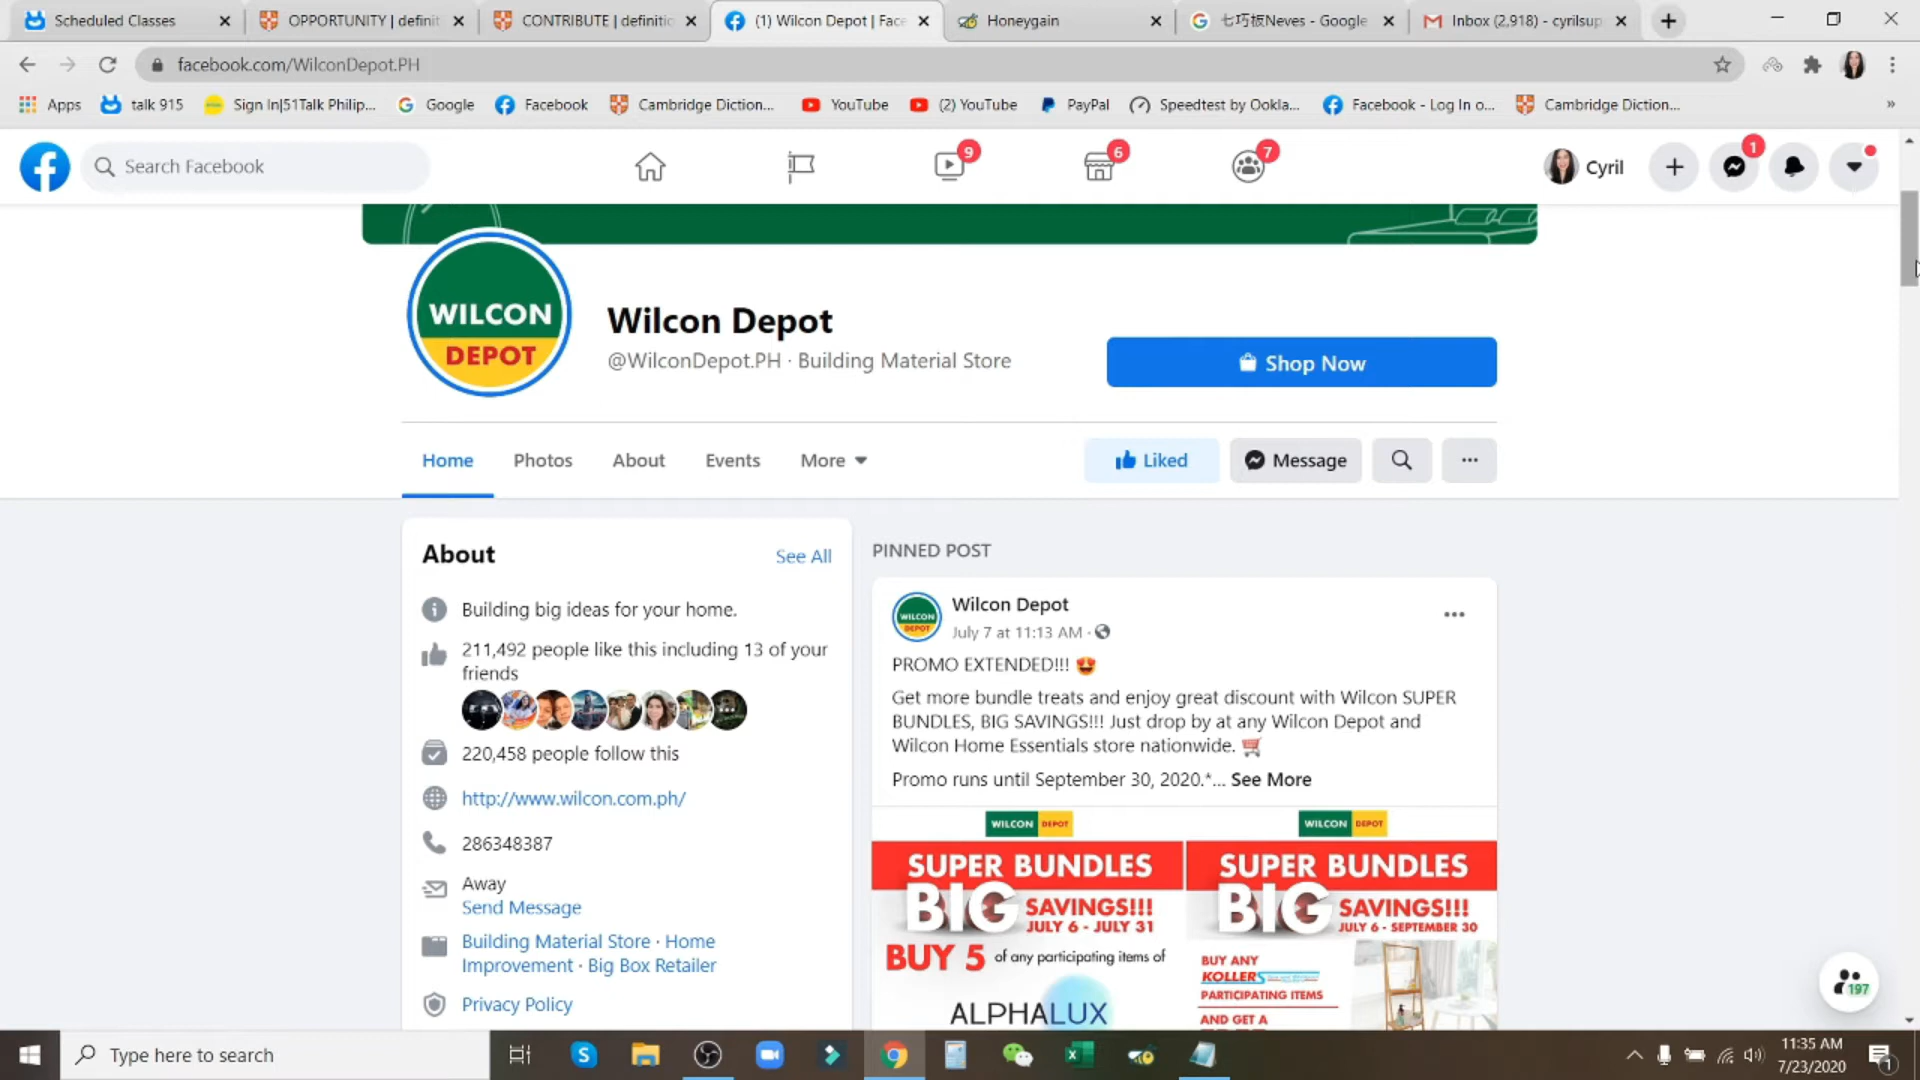 Scheduled Classes
OPPORTUNITY | definit
CONTRIBUTE | definitio
(1) Wilcon Depot | Face
Honeygain
七巧板Neves - Google
Inbox (2,918) - cyrilsup
facebook.com/WilconDepot.PH
Apps
talk 915
Sign In|51Talk Philip...
Google
Facebook
Cambridge Diction...
YouTube
(2) YouTube
PayPal
Speedtest by Ookla...
Facebook - Log In o...
Cambridge Diction...
Search Facebook
9
6
7
Cyril
1
WILCON
DEPOT
Wilcon Depot
@WilconDepot.PH · Building Material Store
Shop Now
Home
Photos
About
Events
More
Liked
Message
About
See All
Building big ideas for your home.
211,492 people like this including 13 of your
friends
220,458 people follow this
http://www.wilcon.com.ph/
286348387
Away
Send Message
Building Material Store · Home
Improvement · Big Box Retailer
Privacy Policy
PINNED POST
WILCON
DEPOT
Wilcon Depot
July 7 at 11:13 AM ·
PROMO EXTENDED!!! 😍
Get more bundle treats and enjoy great discount with Wilcon SUPER
BUNDLES, BIG SAVINGS!!! Just drop by at any Wilcon Depot and
Wilcon Home Essentials store nationwide. 🛒
Promo runs until September 30, 2020.*... See More
WILCON DEPOT
SUPER BUNDLES
BIG SAVINGS!!!
JULY 6 - JULY 31
BUY 5 of any participating items of
ALPHALUX
WILCON DEPOT
SUPER BUNDLES
BIG SAVINGS!!!
JULY 6 - SEPTEMBER 30
BUY ANY
KOLLER
PARTICIPATING ITEMS
AND GET A
197
Type here to search
11:35 AM
7/23/2020
1